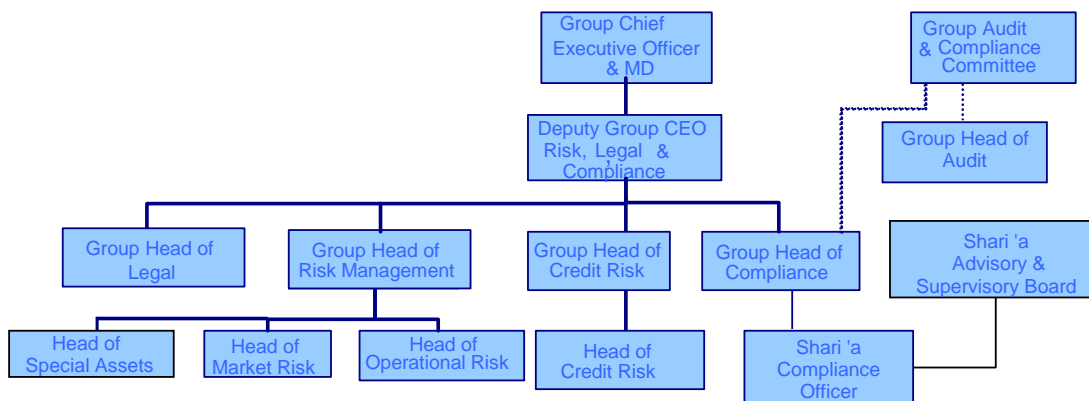 Group Chief
Executive Officer
& MD
Group Audit
& Compliance
Committee
Deputy Group CEO
Risk, Legal &
Compliance
Group Head of
Audit
Group Head of
Legal
Group Head of
Risk Management
Group Head of
Credit Risk
Group Head of
Compliance
Shari 'a
Advisory &
Supervisory Board
Head of
Special Assets
Head of
Market Risk
Head of
Operational Risk
Head of
Credit Risk
Shari 'a
Compliance
Officer